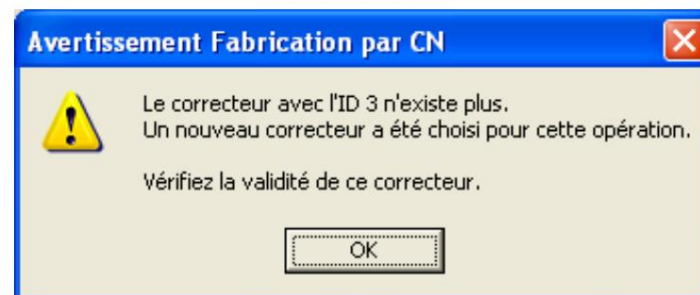 Avertissement Fabrication par CN
Le correcteur avec l'ID 3 n'existe plus.
Un nouveau correcteur a été choisi pour cette opération.
Vérifiez la validité de ce correcteur.
OK